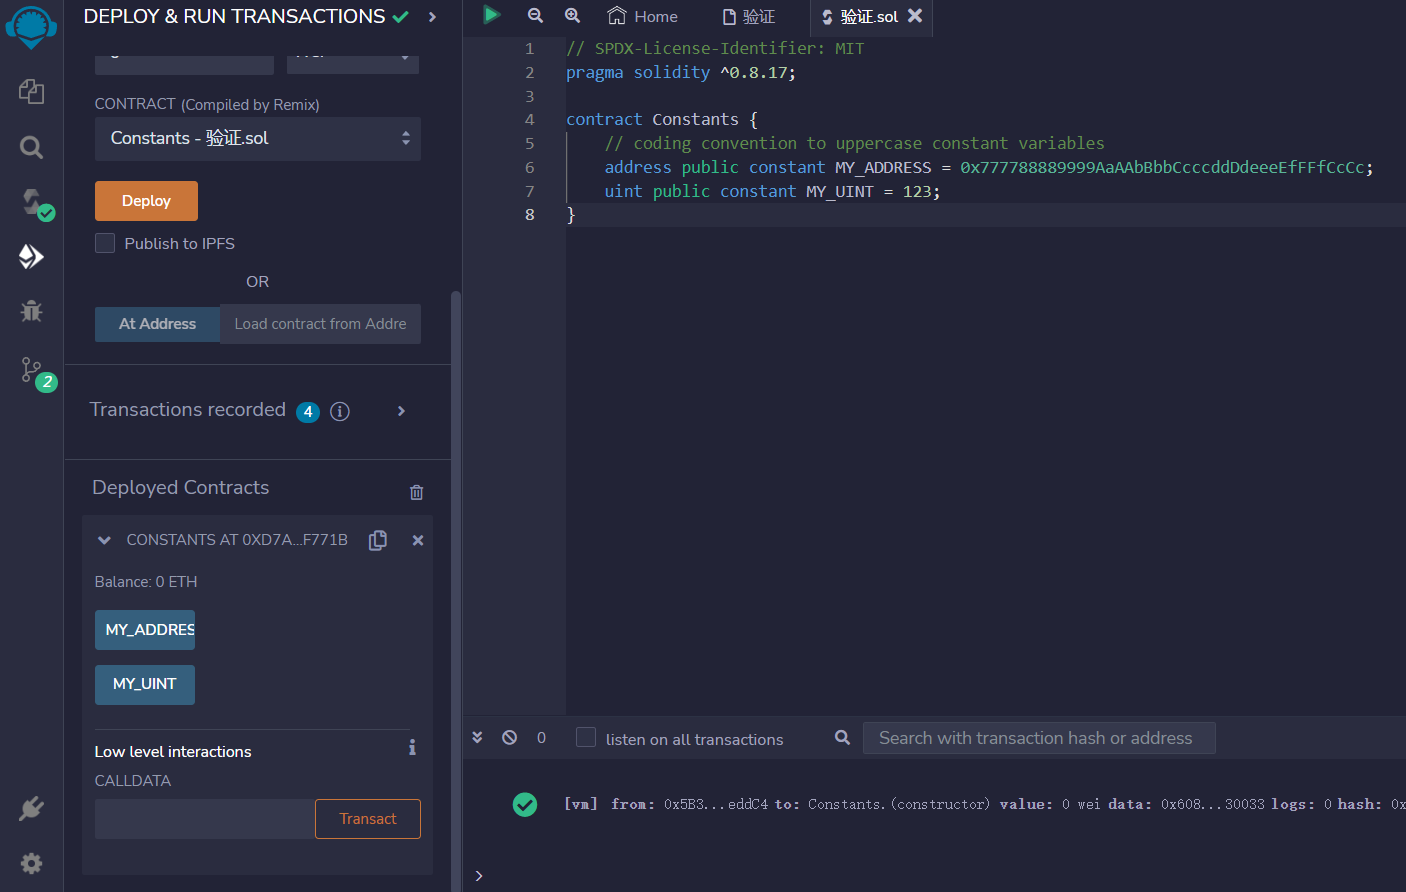 DEPLOY & RUN TRANSACTIONS
CONTRACT (Compiled by Remix)
Constants - 验证.sol
Deploy
Publish to IPFS
OR
At Address
Load contract from Addre
Transactions recorded 4
2
Deployed Contracts
CONSTANTS AT 0XD7A...F771B
Balance: 0 ETH
MY_ADDRES
MY_UINT
Low level interactions
CALLDATA
Transact
Home
验证
验证.sol
1 // SPDX-License-Identifier: MIT
2 pragma solidity ^0.8.17;
3
4 contract Constants {
5 // coding convention to uppercase constant variables
6 address public constant MY_ADDRESS = 0x777788889999AaAAbBbbCcccddDdeeeEfFFfCcCc;
7 uint public constant MY_UINT = 123;
8 }
0
listen on all transactions
Search with transaction hash or address
[vm] from: 0x5B3...eddC4 to: Constants.(constructor) value: 0 wei data: 0x608...30033 logs: 0 hash: 0x
>